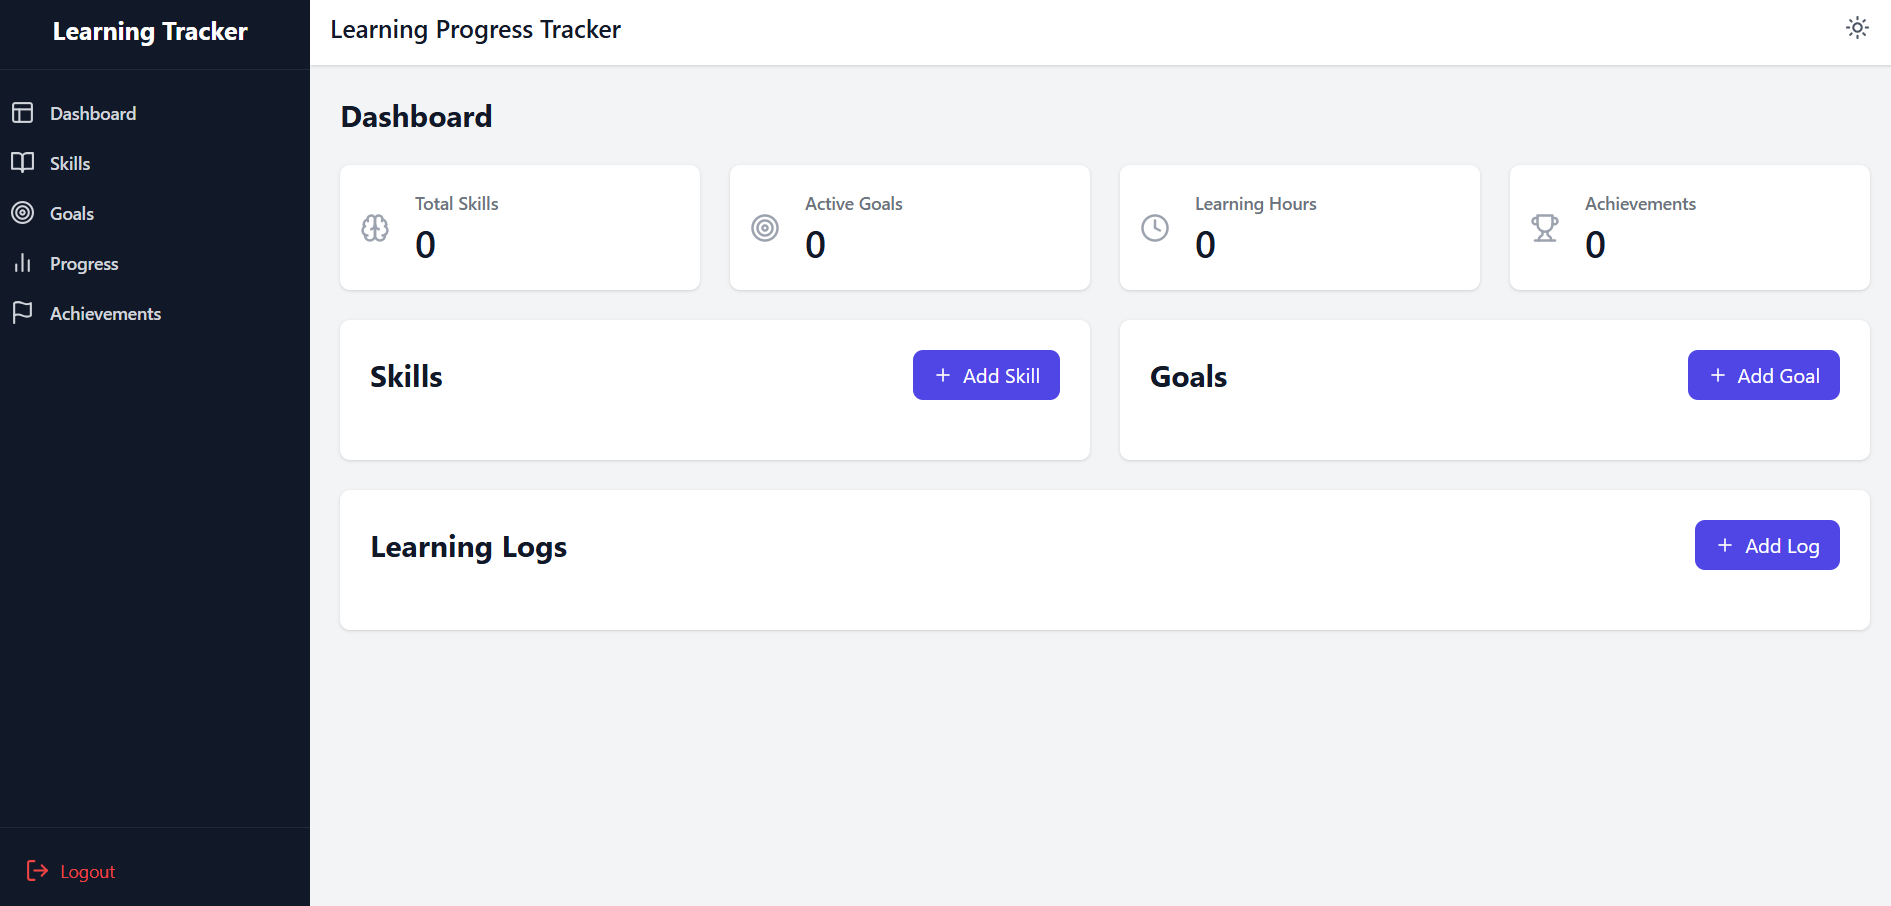 Learning Tracker
Dashboard
Skills
Goals
Progress
Achievements
Logout
Learning Progress Tracker
Dashboard
Total Skills
0
Active Goals
0
Learning Hours
0
Achievements
0
Skills
+ Add Skill
Goals
+ Add Goal
Learning Logs
+ Add Log